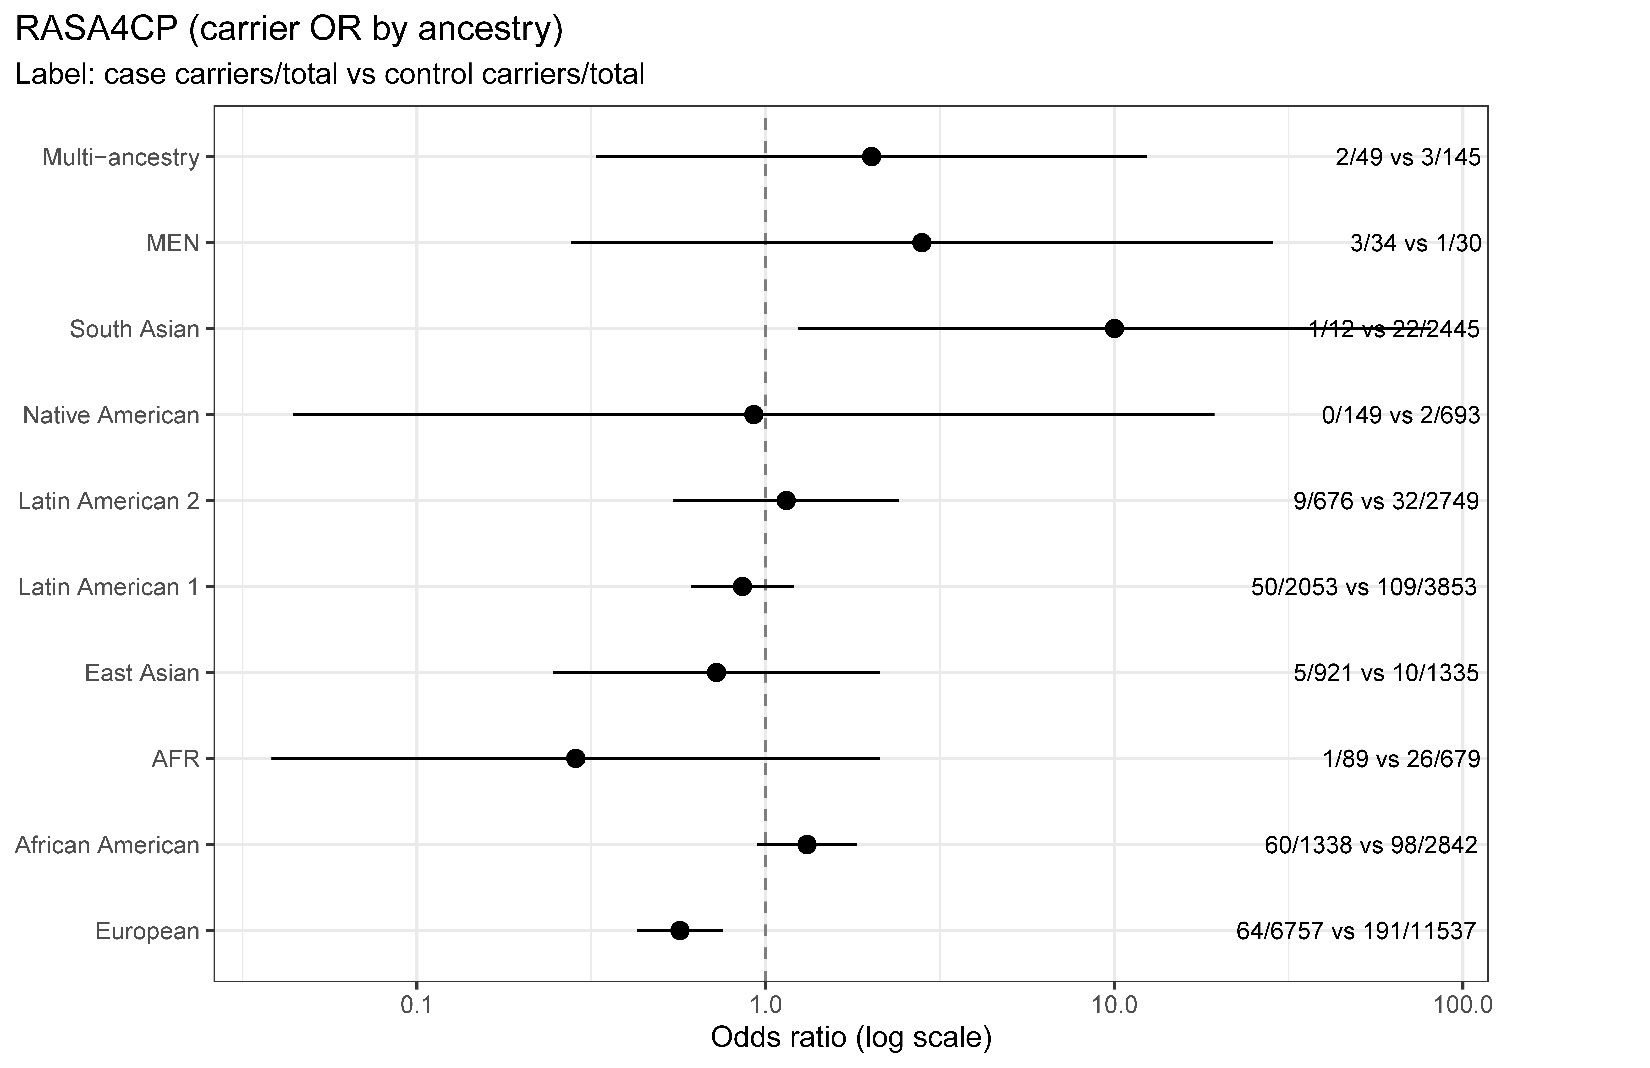 RASA4CP (carrier OR by ancestry)
Label: case carriers/total vs control carriers/total
Multi−ancestry 2/49 vs 3/145
MEN 3/34 vs 1/30
South Asian 1/12 vs 22/2445
Native American 0/149 vs 2/693
Latin American 2 9/676 vs 32/2749
Latin American 1 50/2053 vs 109/3853
East Asian 5/921 vs 10/1335
AFR 1/89 vs 26/679
African American 60/1338 vs 98/2842
European 64/6757 vs 191/11537
0.1 1.0 10.0 100.0
Odds ratio (log scale)